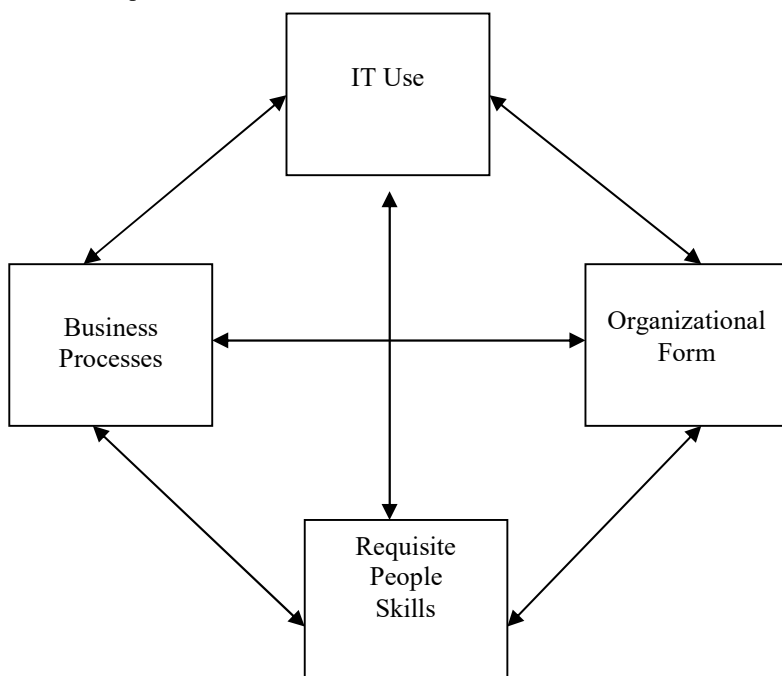 IT Use
Business
Processes
Organizational
Form
Requisite
People
Skills